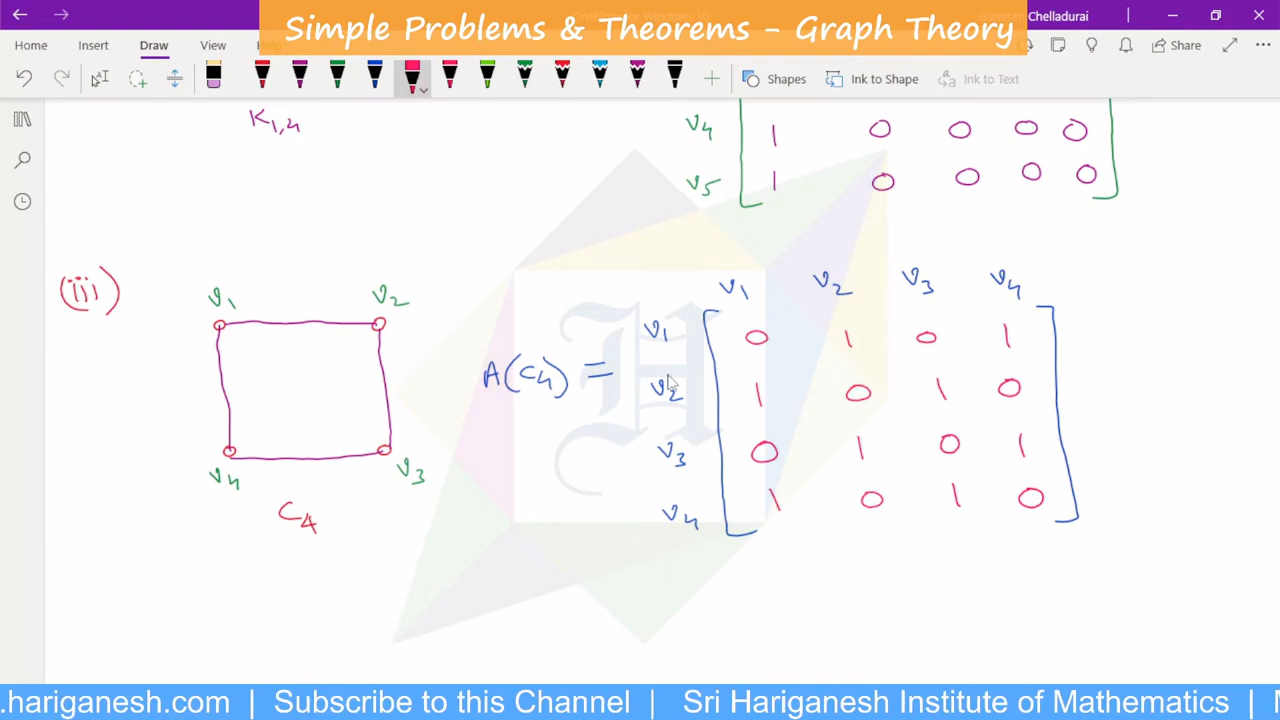 Simple Problems & Theorems - Graph Theory
Chelladurai
Home Insert Draw View
Share
Shapes Ink to Shape Ink to Text
K1,4
v4 1 0 0 0 0
v5 1 0 0 0 0
(iii)
v1 v2
v4 v3
C4
v1 v2 v3 v4
A(C4) =
v1 0 1 0 1
v2 1 0 1 0
v3 0 1 0 1
v4 1 0 1 0
.hariganesh.com | Subscribe to this Channel | Sri Hariganesh Institute of Mathematics |